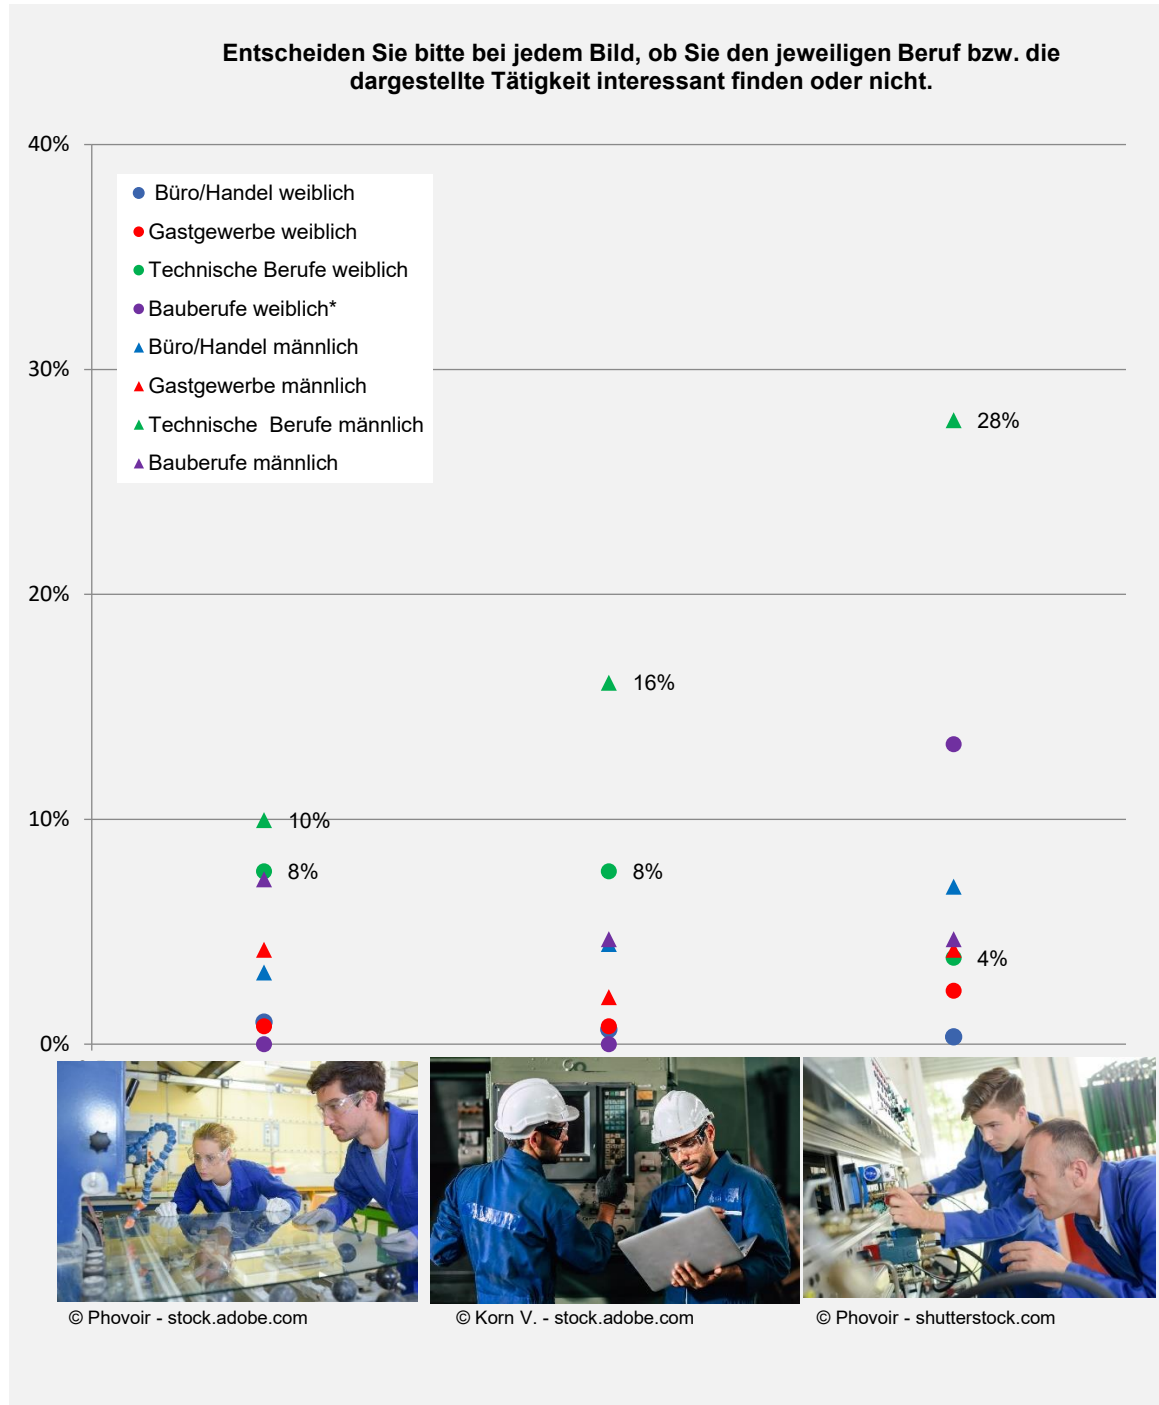 Entscheiden Sie bitte bei jedem Bild, ob Sie den jeweiligen Beruf bzw. die
dargestellte Tätigkeit interessant finden oder nicht.
40%
Büro/Handel weiblich
Gastgewerbe weiblich
Technische Berufe weiblich
Bauberufe weiblich*
Büro/Handel männlich
30%
Gastgewerbe männlich
Technische  Berufe männlich
28%
Bauberufe männlich
20%
16%
10%
10%
8%
8%
4%
0%
© Phovoir - stock.adobe.com
© Korn V. - stock.adobe.com
© Phovoir - shutterstock.com